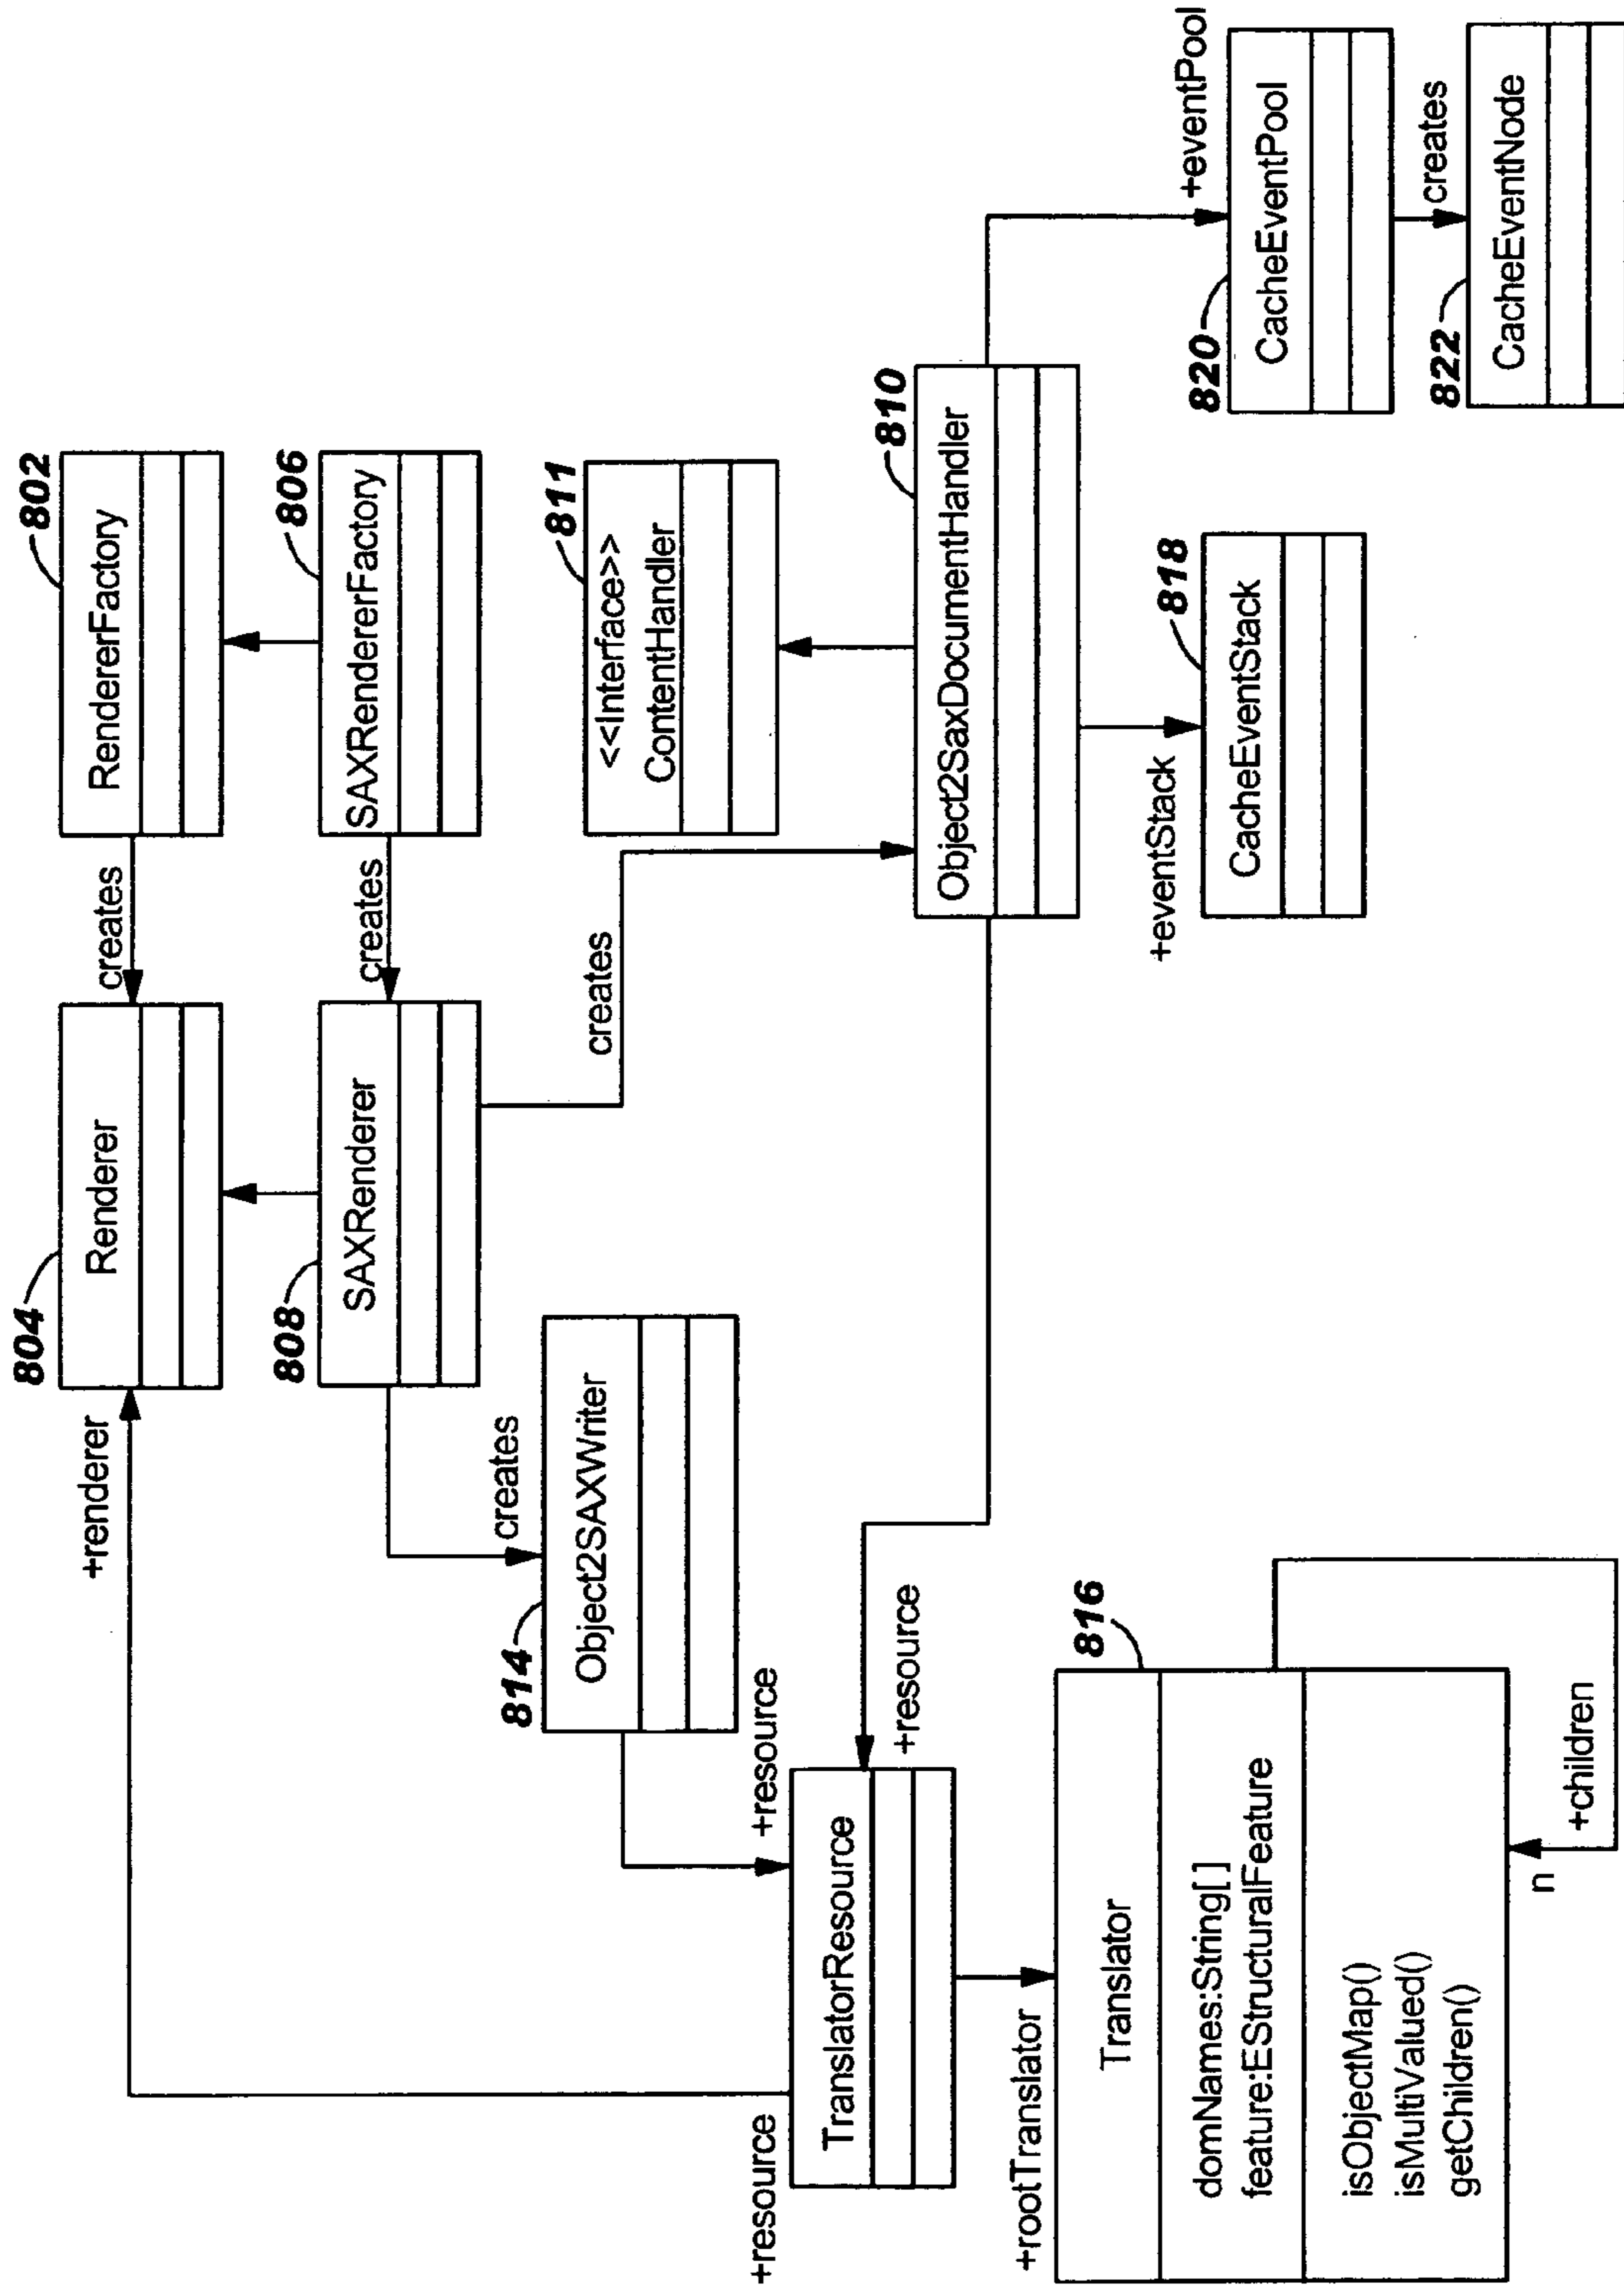 804
Renderer
+renderer
creates
802
RendererFactory
808
SAXRenderer
creates
806
SAXRendererFactory
creates
814
Object2SAXWriter
creates
811
<<Interface>>
ContentHandler
+resource
+resource
TranslatorResource
+resource
810
Object2SaxDocumentHandler
+rootTranslator
816
Translator
domNames:String[ ]
feature:EStructuralFeature
isObjectMap()
isMultiValued()
getChildren()
n
+children
+eventStack
818
CacheEventStack
+eventPool
820
CacheEventPool
creates
822
CacheEventNode